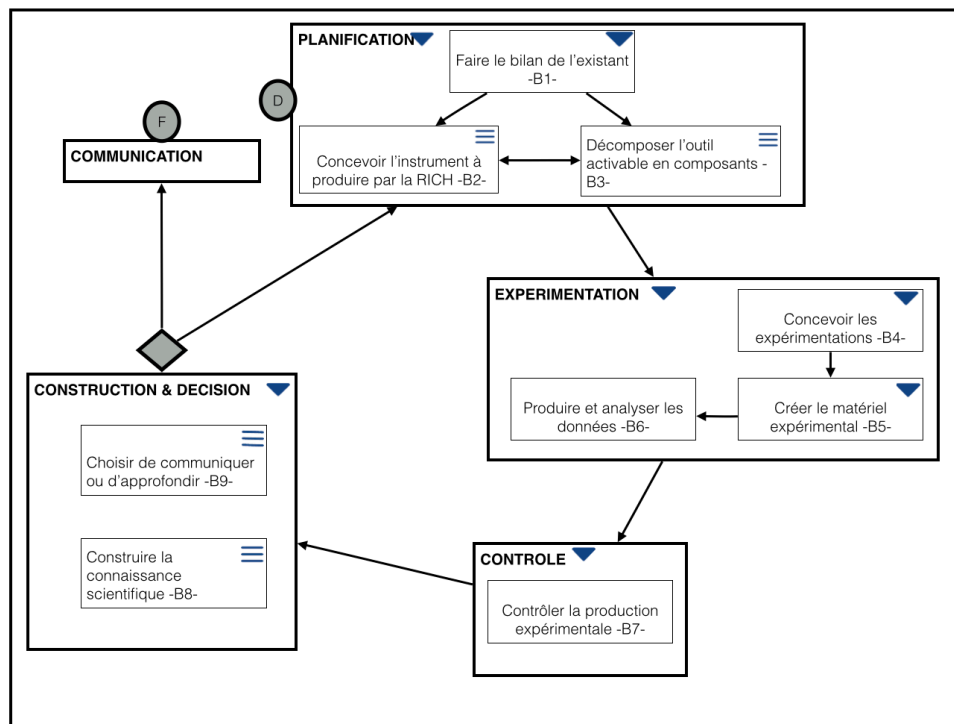 PLANIFICATION
Faire le bilan de l'existant
-B1-
D
F
COMMUNICATION
Concevoir l'instrument à
produire par la RICH -B2-
Décomposer l'outil
activable en composants -
B3-
EXPERIMENTATION
Concevoir les
expérimentations -B4-
Produire et analyser les
données -B6-
Créer le matériel
expérimental -B5-
CONSTRUCTION & DECISION
Choisir de communiquer
ou d'approfondir -B9-
Construire la
connaissance
scientifique -B8-
CONTROLE
Contrôler la production
expérimentale -B7-